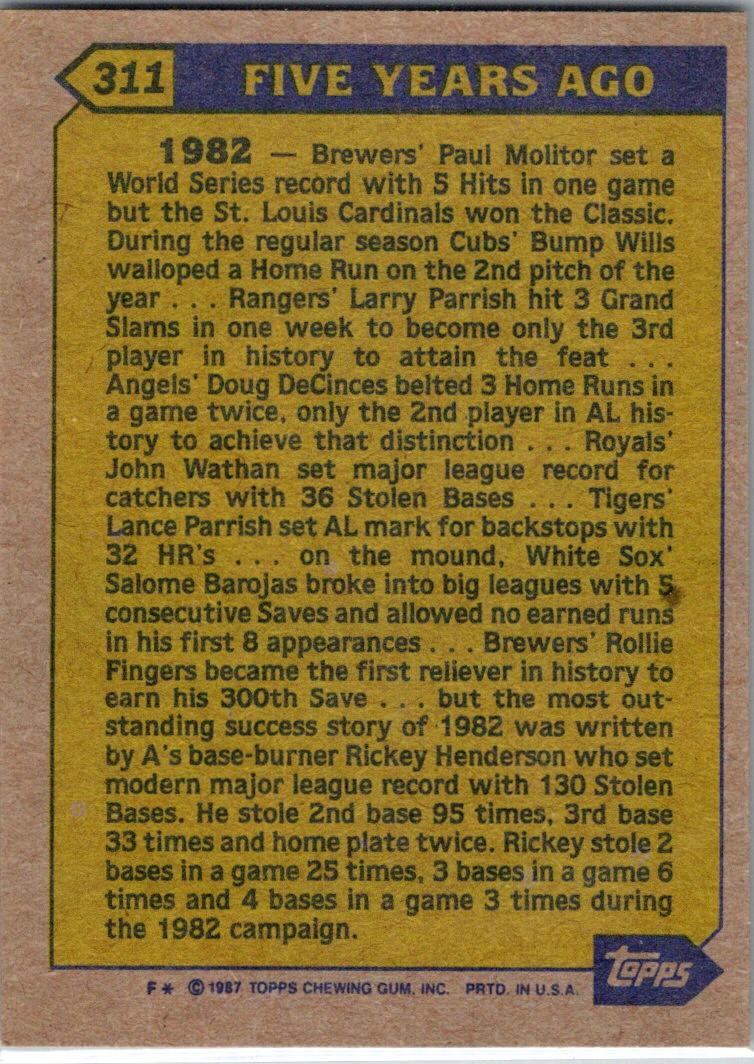 311 FIVE YEARS AGO
1982 — Brewers' Paul Molitor set a
World Series record with 5 Hits in one game
but the St. Louis Cardinals won the Classic.
During the regular season Cubs' Bump Wills
walloped a Home Run on the 2nd pitch of the
year . . . Rangers' Larry Parrish hit 3 Grand
Slams in one week to become only the 3rd
player in history to attain the feat . . .
Angels' Doug DeCinces belted 3 Home Runs in
a game twice, only the 2nd player in AL his-
tory to achieve that distinction . . . Royals'
John Wathan set major league record for
catchers with 36 Stolen Bases . . . Tigers'
Lance Parrish set AL mark for backstops with
32 HR's . . . on the mound, White Sox'
Salome Barojas broke into big leagues with 5
consecutive Saves and allowed no earned runs
in his first 8 appearances . . . Brewers' Rollie
Fingers became the first reliever in history to
earn his 300th Save . . . but the most out-
standing success story of 1982 was written
by A's base-burner Rickey Henderson who set
modern major league record with 130 Stolen
Bases. He stole 2nd base 95 times, 3rd base
33 times and home plate twice. Rickey stole 2
bases in a game 25 times, 3 bases in a game 6
times and 4 bases in a game 3 times during
the 1982 campaign.
topps
F* © 1987 TOPPS CHEWING GUM, INC. PRTD. IN U.S.A.